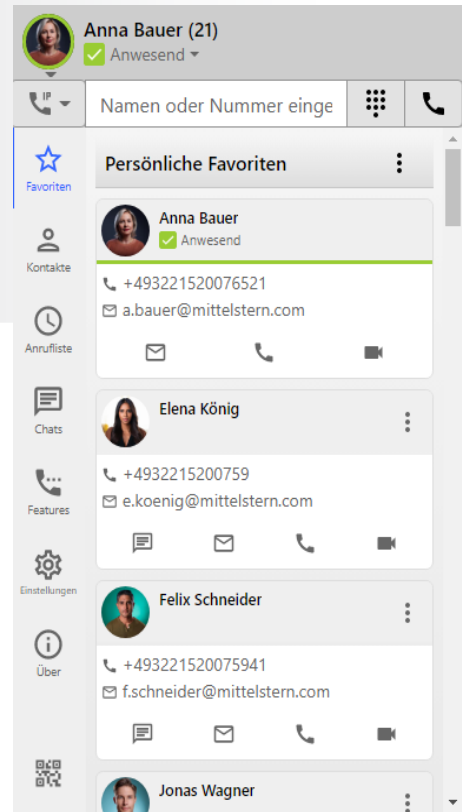 Anna Bauer (21)
Anwesend
IP
Namen oder Nummer einge
Favoriten
Kontakte
Anrufliste
Chats
Features
Einstellungen
Über
Persönliche Favoriten
Anna Bauer
Anwesend
+493221520076521
a.bauer@mittelstern.com
Elena König
+4932215200759
e.koenig@mittelstern.com
Felix Schneider
+493221520075941
f.schneider@mittelstern.com
Jonas Wagner